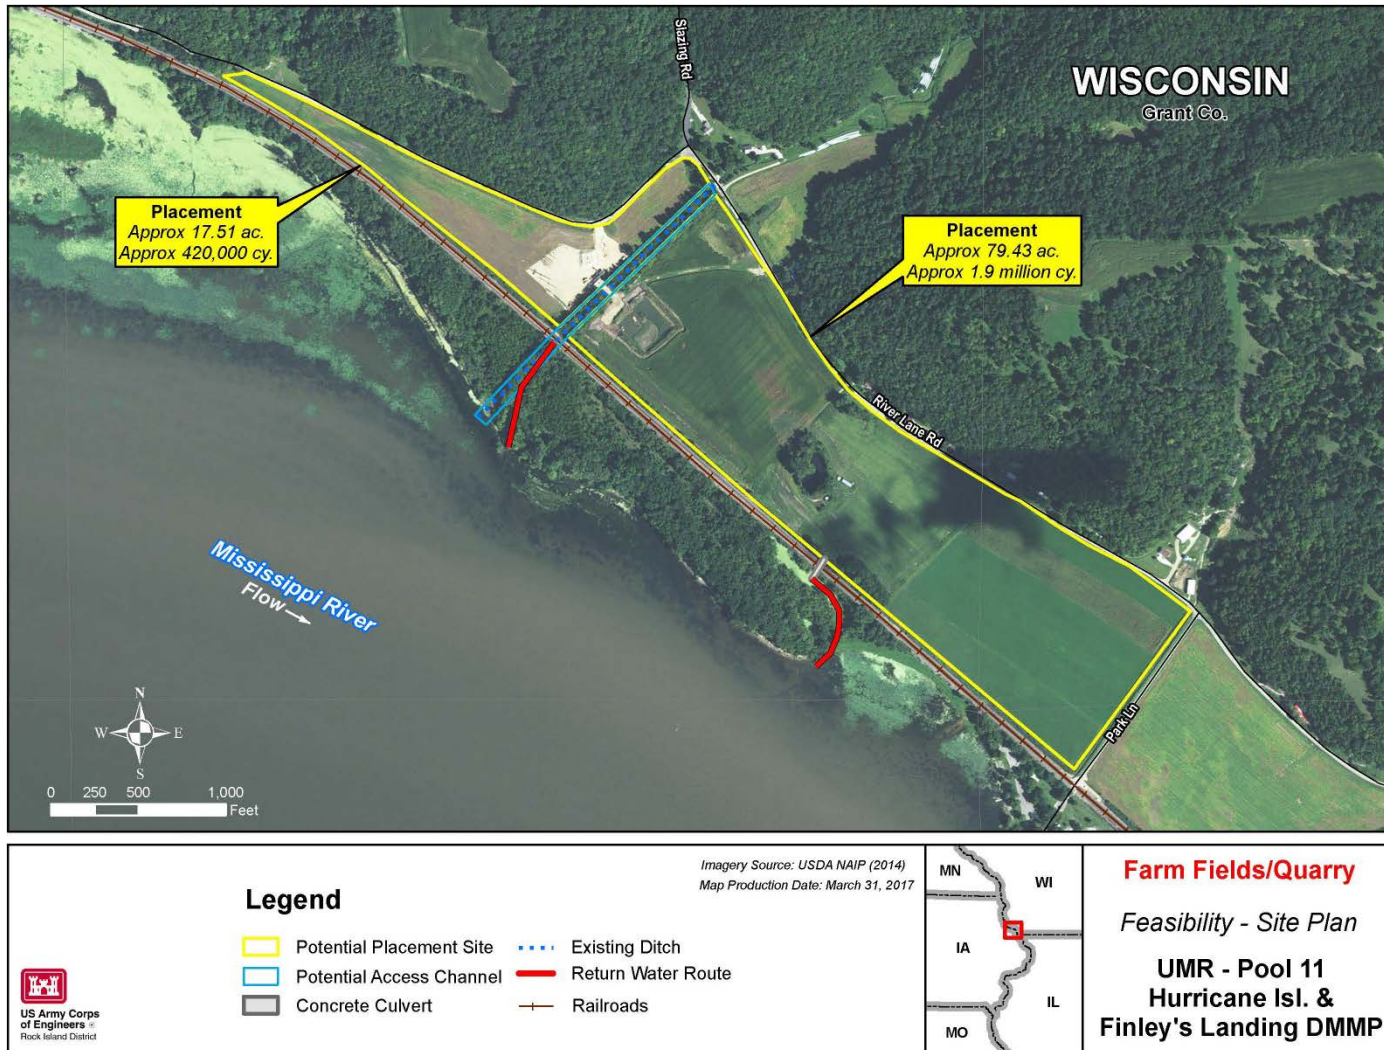 Slazing Rd
WISCONSIN
Grant Co.
Placement
Approx 17.51 ac.
Approx 420,000 cy.
Placement
Approx 79.43 ac.
Approx 1.9 million cy.
River Lane Rd
Mississippi River
Flow
Park Ln
N
W
E
S
0 250 500 1,000
Feet
Imagery Source: USDA NAIP (2014)
Map Production Date: March 31, 2017
Legend
Potential Placement Site
Potential Access Channel
Concrete Culvert
Existing Ditch
Return Water Route
Railroads
US Army Corps
of Engineers ®
Rock Island District
MN
WI
IA
IL
MO
Farm Fields/Quarry
Feasibility - Site Plan
UMR - Pool 11
Hurricane Isl. &
Finley's Landing DMMP